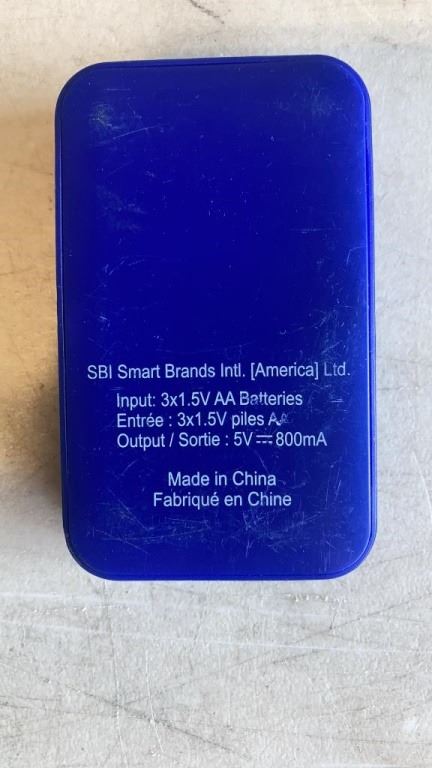 SBI Smart Brands Intl. [America] Ltd.
Input: 3x1.5V AA Batteries
Entrée : 3x1.5V piles AA
Output / Sortie : 5V ⎓ 800mA
Made in China
Fabriqué en Chine